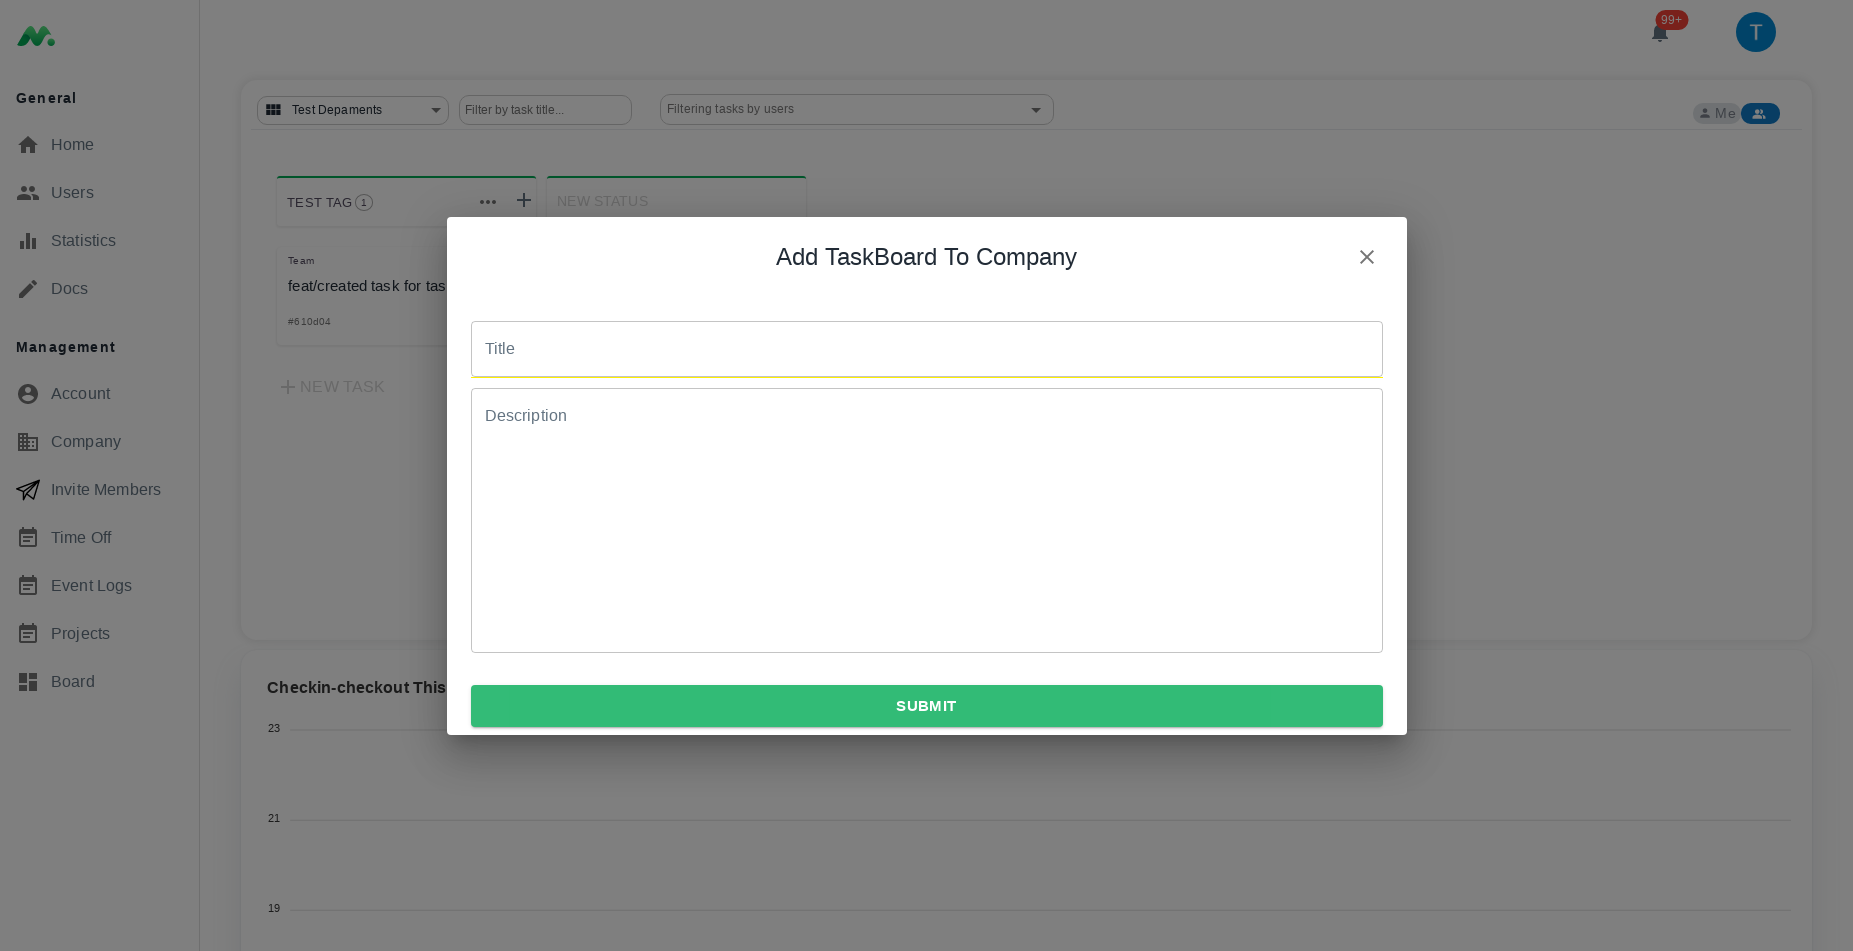 99+
T
General
Home
Users
Statistics
Docs
Management
Account
Company
Invite Members
Time Off
Event Logs
Projects
Board
Test Depaments
Filter by task title...
Filtering tasks by users
Me
TEST TAG 1
NEW STATUS
Team
feat/created task for tas
#610d04
NEW TASK
Add TaskBoard To Company
Title
Description
SUBMIT
Checkin-checkout This
23
21
19